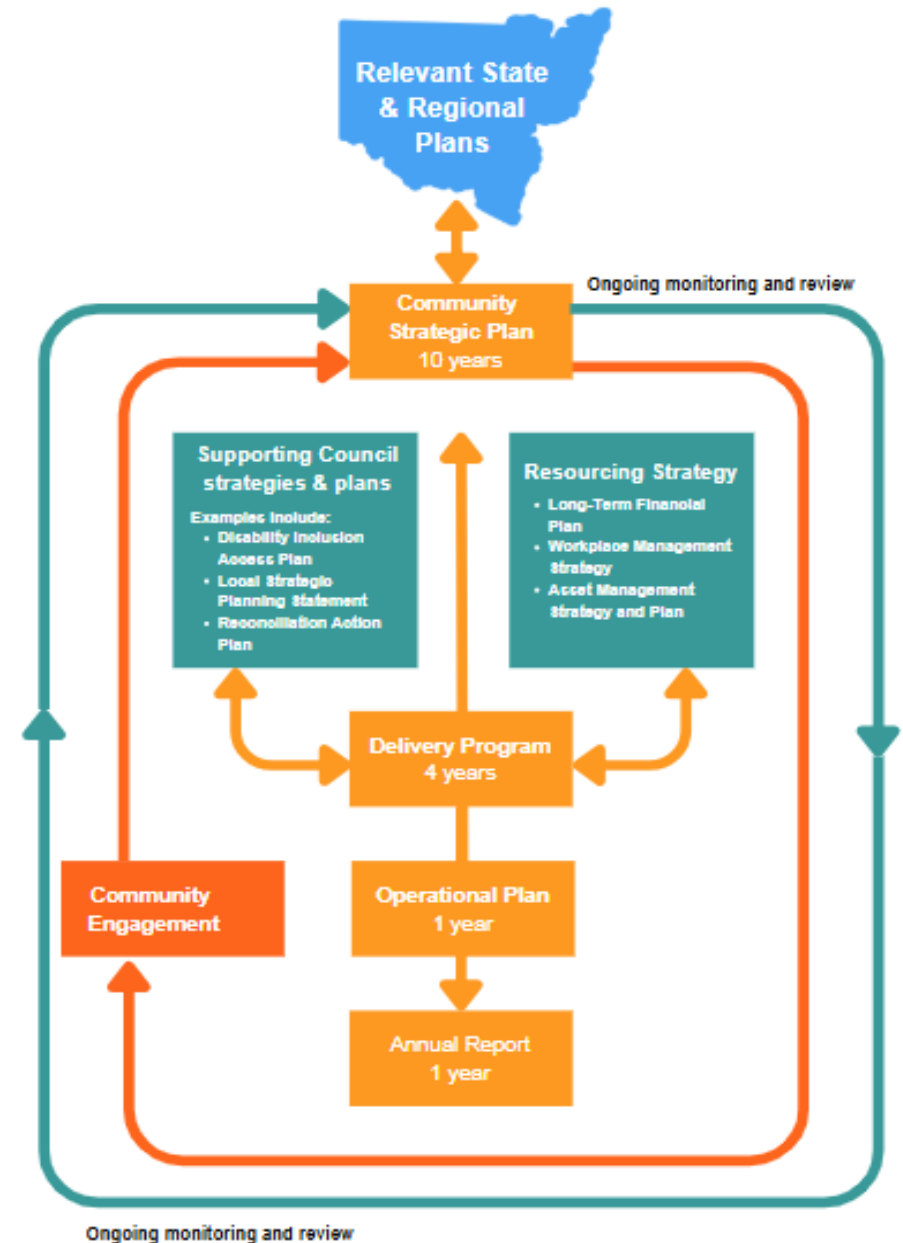 Relevant State
& Regional
Plans
Ongoing monitoring and review
Community
Strategic Plan
10 years
Supporting Council
strategies & plans
Examples Include:
• Disability Inclusion
Access Plan
• Local Strategic
Planning Statement
• Reconciliation Action
Plan
Resourcing Strategy
• Long-Term Financial
Plan
• Workplace Management
Strategy
• Asset Management
Strategy and Plan
Delivery Program
4 years
Community
Engagement
Operational Plan
1 year
Annual Report
1 year
Ongoing monitoring and review